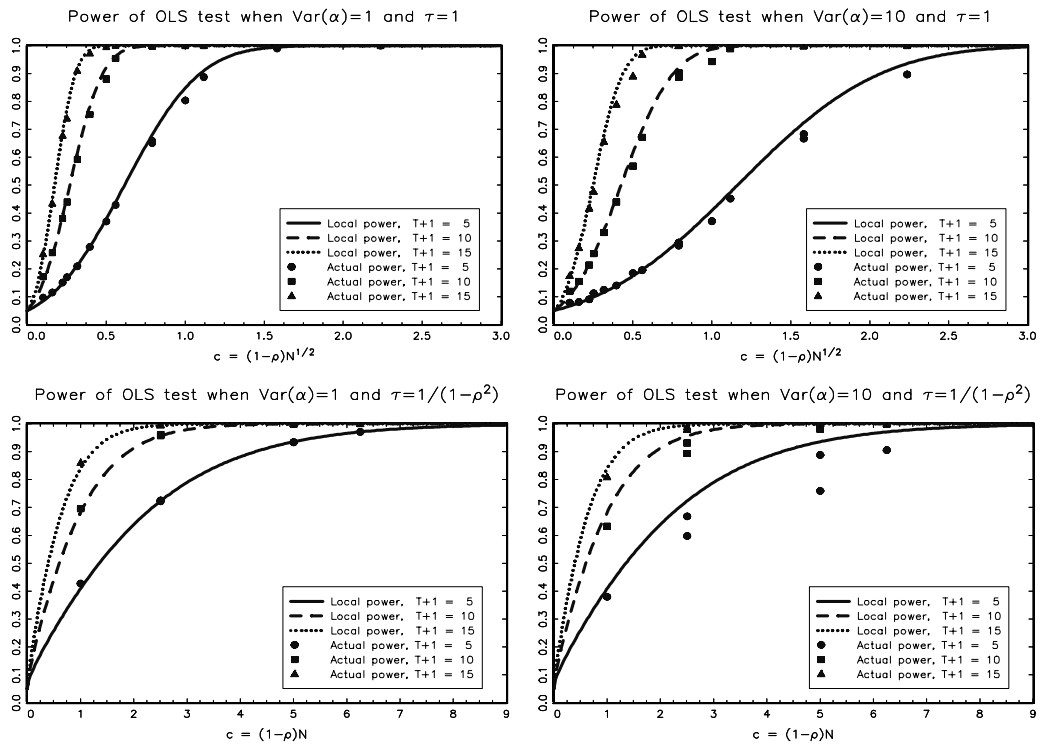 Power of OLS test when Var(α)=1 and τ=1
1.0
0.9
0.8
0.7
0.6
0.5
0.4
0.3
0.2
0.1
0.0
Local power, T+1 = 5
Local power, T+1 = 10
Local power, T+1 = 15
Actual power, T+1 = 5
Actual power, T+1 = 10
Actual power, T+1 = 15
0.0 0.5 1.0 1.5 2.0 2.5 3.0
c = (1−ρ)N^{1/2}
Power of OLS test when Var(α)=10 and τ=1
1.0
0.9
0.8
0.7
0.6
0.5
0.4
0.3
0.2
0.1
0.0
Local power, T+1 = 5
Local power, T+1 = 10
Local power, T+1 = 15
Actual power, T+1 = 5
Actual power, T+1 = 10
Actual power, T+1 = 15
0.0 0.5 1.0 1.5 2.0 2.5 3.0
c = (1−ρ)N^{1/2}
Power of OLS test when Var(α)=1 and τ=1/(1−ρ²)
1.0
0.9
0.8
0.7
0.6
0.5
0.4
0.3
0.2
0.1
0.0
Local power, T+1 = 5
Local power, T+1 = 10
Local power, T+1 = 15
Actual power, T+1 = 5
Actual power, T+1 = 10
Actual power, T+1 = 15
0 1 2 3 4 5 6 7 8 9
c = (1−ρ)N
Power of OLS test when Var(α)=10 and τ=1/(1−ρ²)
1.0
0.9
0.8
0.7
0.6
0.5
0.4
0.3
0.2
0.1
0.0
Local power, T+1 = 5
Local power, T+1 = 10
Local power, T+1 = 15
Actual power, T+1 = 5
Actual power, T+1 = 10
Actual power, T+1 = 15
0 1 2 3 4 5 6 7 8 9
c = (1−ρ)N